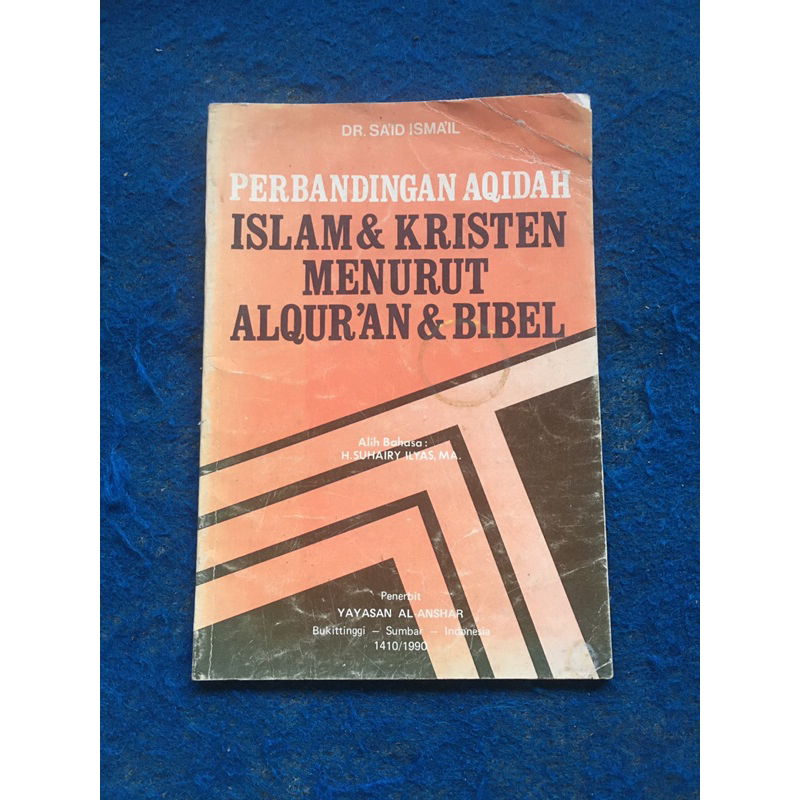 DR. SA'ID ISMA'IL
PERBANDINGAN AQIDAH
ISLAM & KRISTEN
MENURUT
ALQUR'AN & BIBEL
Alih Bahasa :
H. SUHAIRY ILYAS, MA.
Penerbit
YAYASAN AL-ANSHAR
Bukittinggi — Sumbar — Indonesia
1410/1990